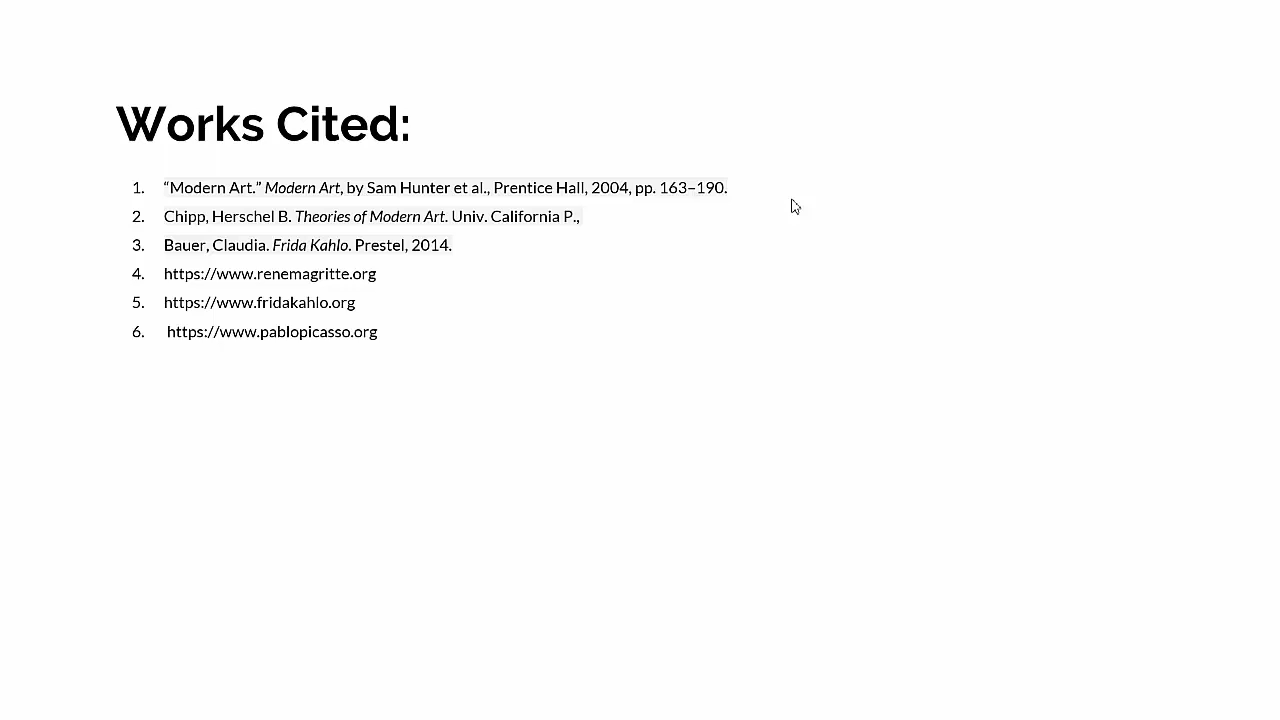 Works Cited:
1. “Modern Art.” Modern Art, by Sam Hunter et al., Prentice Hall, 2004, pp. 163–190.
2. Chipp, Herschel B. Theories of Modern Art. Univ. California P.,
3. Bauer, Claudia. Frida Kahlo. Prestel, 2014.
4. https://www.renemagritte.org
5. https://www.fridakahlo.org
6. https://www.pablopicasso.org